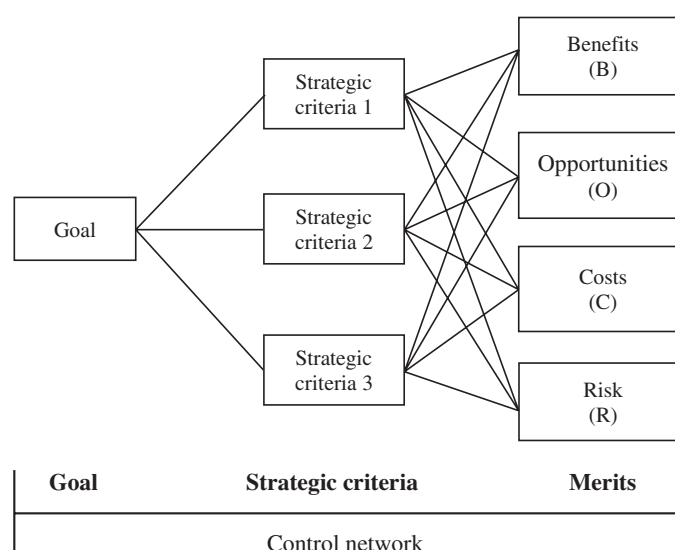 Benefits
(B)
Strategic
criteria 1
Opportunities
(O)
Goal
Strategic
criteria 2
Costs
(C)
Strategic
criteria 3
Risk
(R)
Goal
Strategic criteria
Merits
Control network